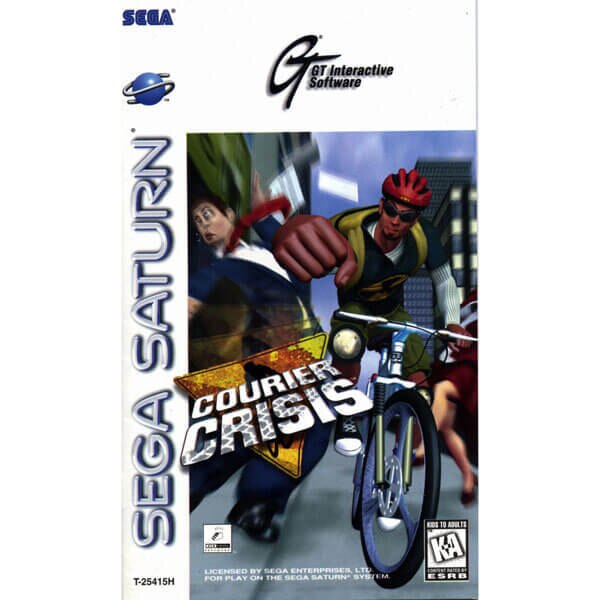 SEGA®
GT Interactive
Software
SEGA SATURN
COURIER
CRISIS
KIDS TO ADULTS
K-A
CONTENT RATED BY
ESRB
LICENSED BY SEGA ENTERPRISES, LTD.
FOR PLAY ON THE SEGA SATURN® SYSTEM.
T-25415H